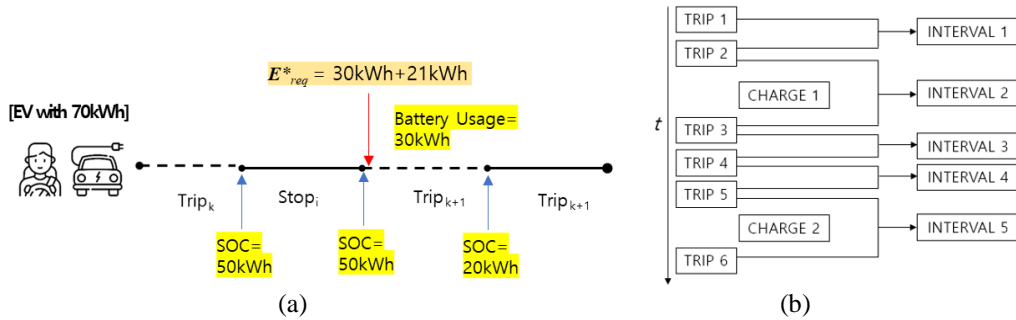 E*req = 30kWh+21kWh
[EV with 70kWh]
Battery Usage=
30kWh
Tripk
Stopi
Tripk+1
Tripk+1
SOC=
50kWh
SOC=
50kWh
SOC=
20kWh
(a)
t
TRIP 1
INTERVAL 1
TRIP 2
CHARGE 1
INTERVAL 2
TRIP 3
INTERVAL 3
TRIP 4
INTERVAL 4
TRIP 5
CHARGE 2
INTERVAL 5
TRIP 6
(b)